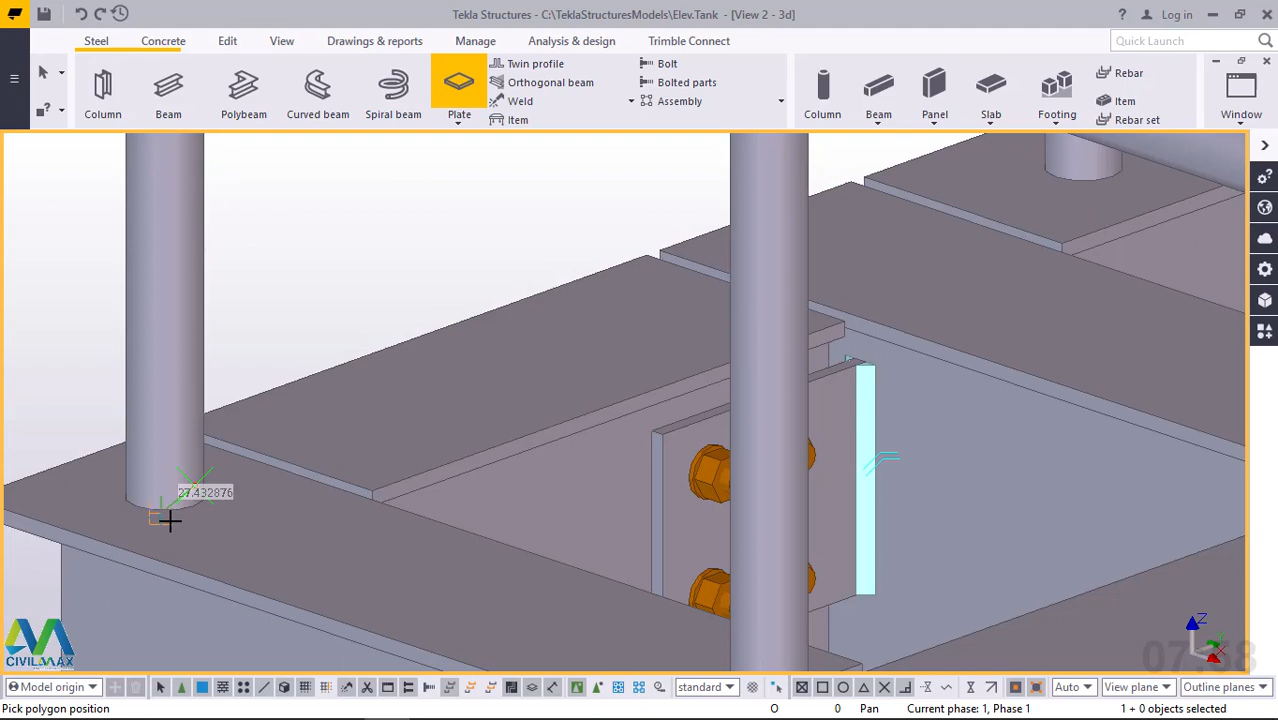 Tekla Structures - C:\TeklaStructuresModels\Elev.Tank - [View 2 - 3d]
? Log in
Steel Concrete Edit View Drawings & reports Manage Analysis & design Trimble Connect
Quick Launch
Twin profile
Bolt
Rebar
Orthogonal beam
Bolted parts
Weld
Assembly
Item
Item
Rebar set
Column Beam Polybeam Curved beam Spiral beam Plate
Column Beam Panel Slab Footing Window
27.432876
Z
CIVILMAX
Model origin
standard
Auto
View plane
Outline planes
Pick polygon position
O 0 Pan Current phase: 1, Phase 1 1 + 0 objects selected